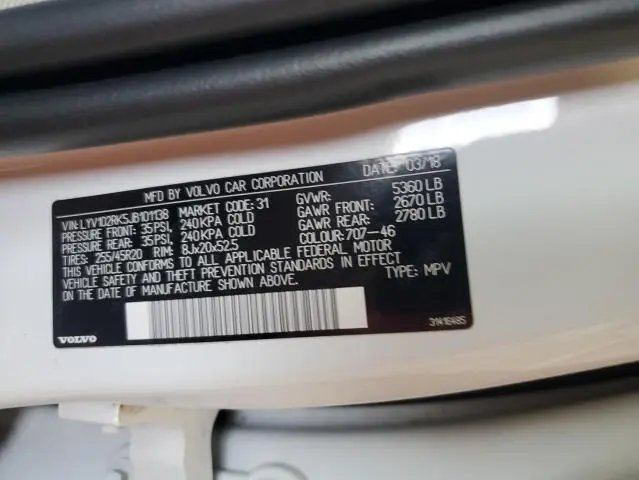 MFD BY VOLVO CAR CORPORATION DATE: 03/18
VIN: LYV102RK5JB101138 MARKET CODE: 31 GVWR: 5360 LB
PRESSURE FRONT: 35PSI, 240KPA COLD GAWR FRONT: 2670 LB
PRESSURE REAR: 35PSI, 240KPA COLD GAWR REAR: 2780 LB
TIRES: 255/45R20 RIM: 8Jx20x52.5 COLOUR: 707-46
THIS VEHICLE CONFORMS TO ALL APPLICABLE FEDERAL MOTOR
VEHICLE SAFETY AND THEFT PREVENTION STANDARDS IN EFFECT
ON THE DATE OF MANUFACTURE SHOWN ABOVE. TYPE: MPV
VOLVO 31416485